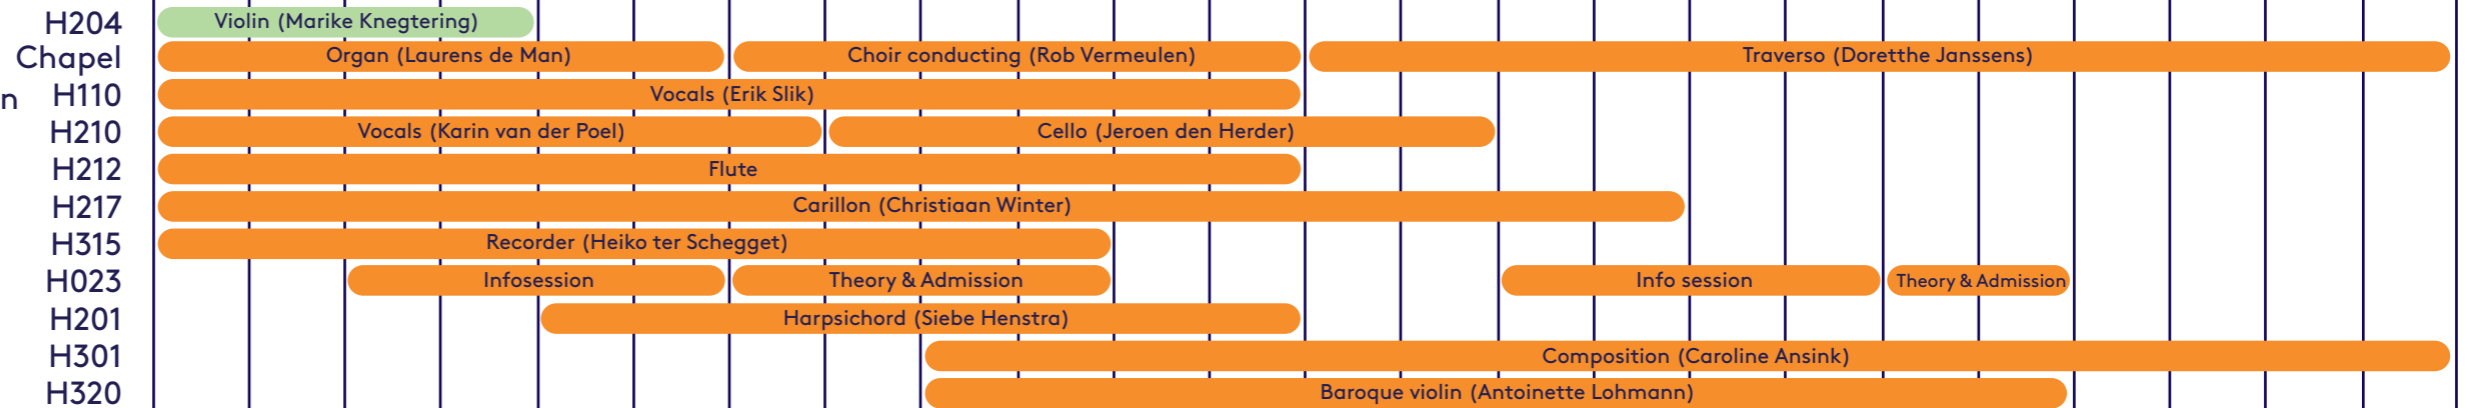 H204 Violin (Marike Knegtering)
Chapel Organ (Laurens de Man) Choir conducting (Rob Vermeulen) Traverso (Doretthe Janssens)
n H110 Vocals (Erik Slik)
H210 Vocals (Karin van der Poel) Cello (Jeroen den Herder)
H212 Flute
H217 Carillon (Christiaan Winter)
H315 Recorder (Heiko ter Schegget)
H023 Infosession Theory & Admission Info session Theory & Admission
H201 Harpsichord (Siebe Henstra)
H301 Composition (Caroline Ansink)
H320 Baroque violin (Antoinette Lohmann)